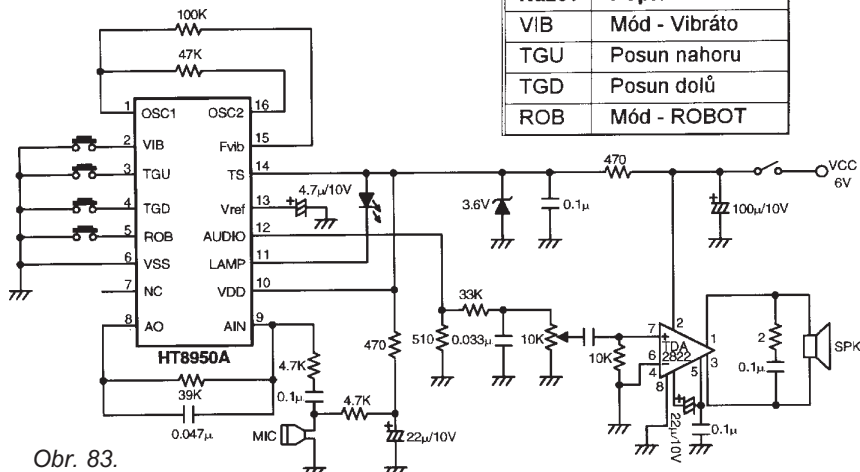 VIB Mód - Vibráto
TGU Posun nahoru
TGD Posun dolů
ROB Mód - ROBOT
100K
47K
1 OSC1 OSC2 16
2 VIB Fvib 15
3 TGU TS 14
4 TGD Vref 13
5 ROB AUDIO 12
6 VSS LAMP 11
7 NC VDD 10
8 AO AIN 9
HT8950A
39K
0.047µ
4.7µ/10V
3.6V
0.1µ
470
100µ/10V
VCC
6V
470
510
33K
0.033µ
10K
10K
4.7K
0.1µ
4.7K
MIC
22µ/10V
7
6
4
8
2
1
3
5
TDA
2822
22µ/10V
0.1µ
2
0.1µ
SPK
Obr. 83.